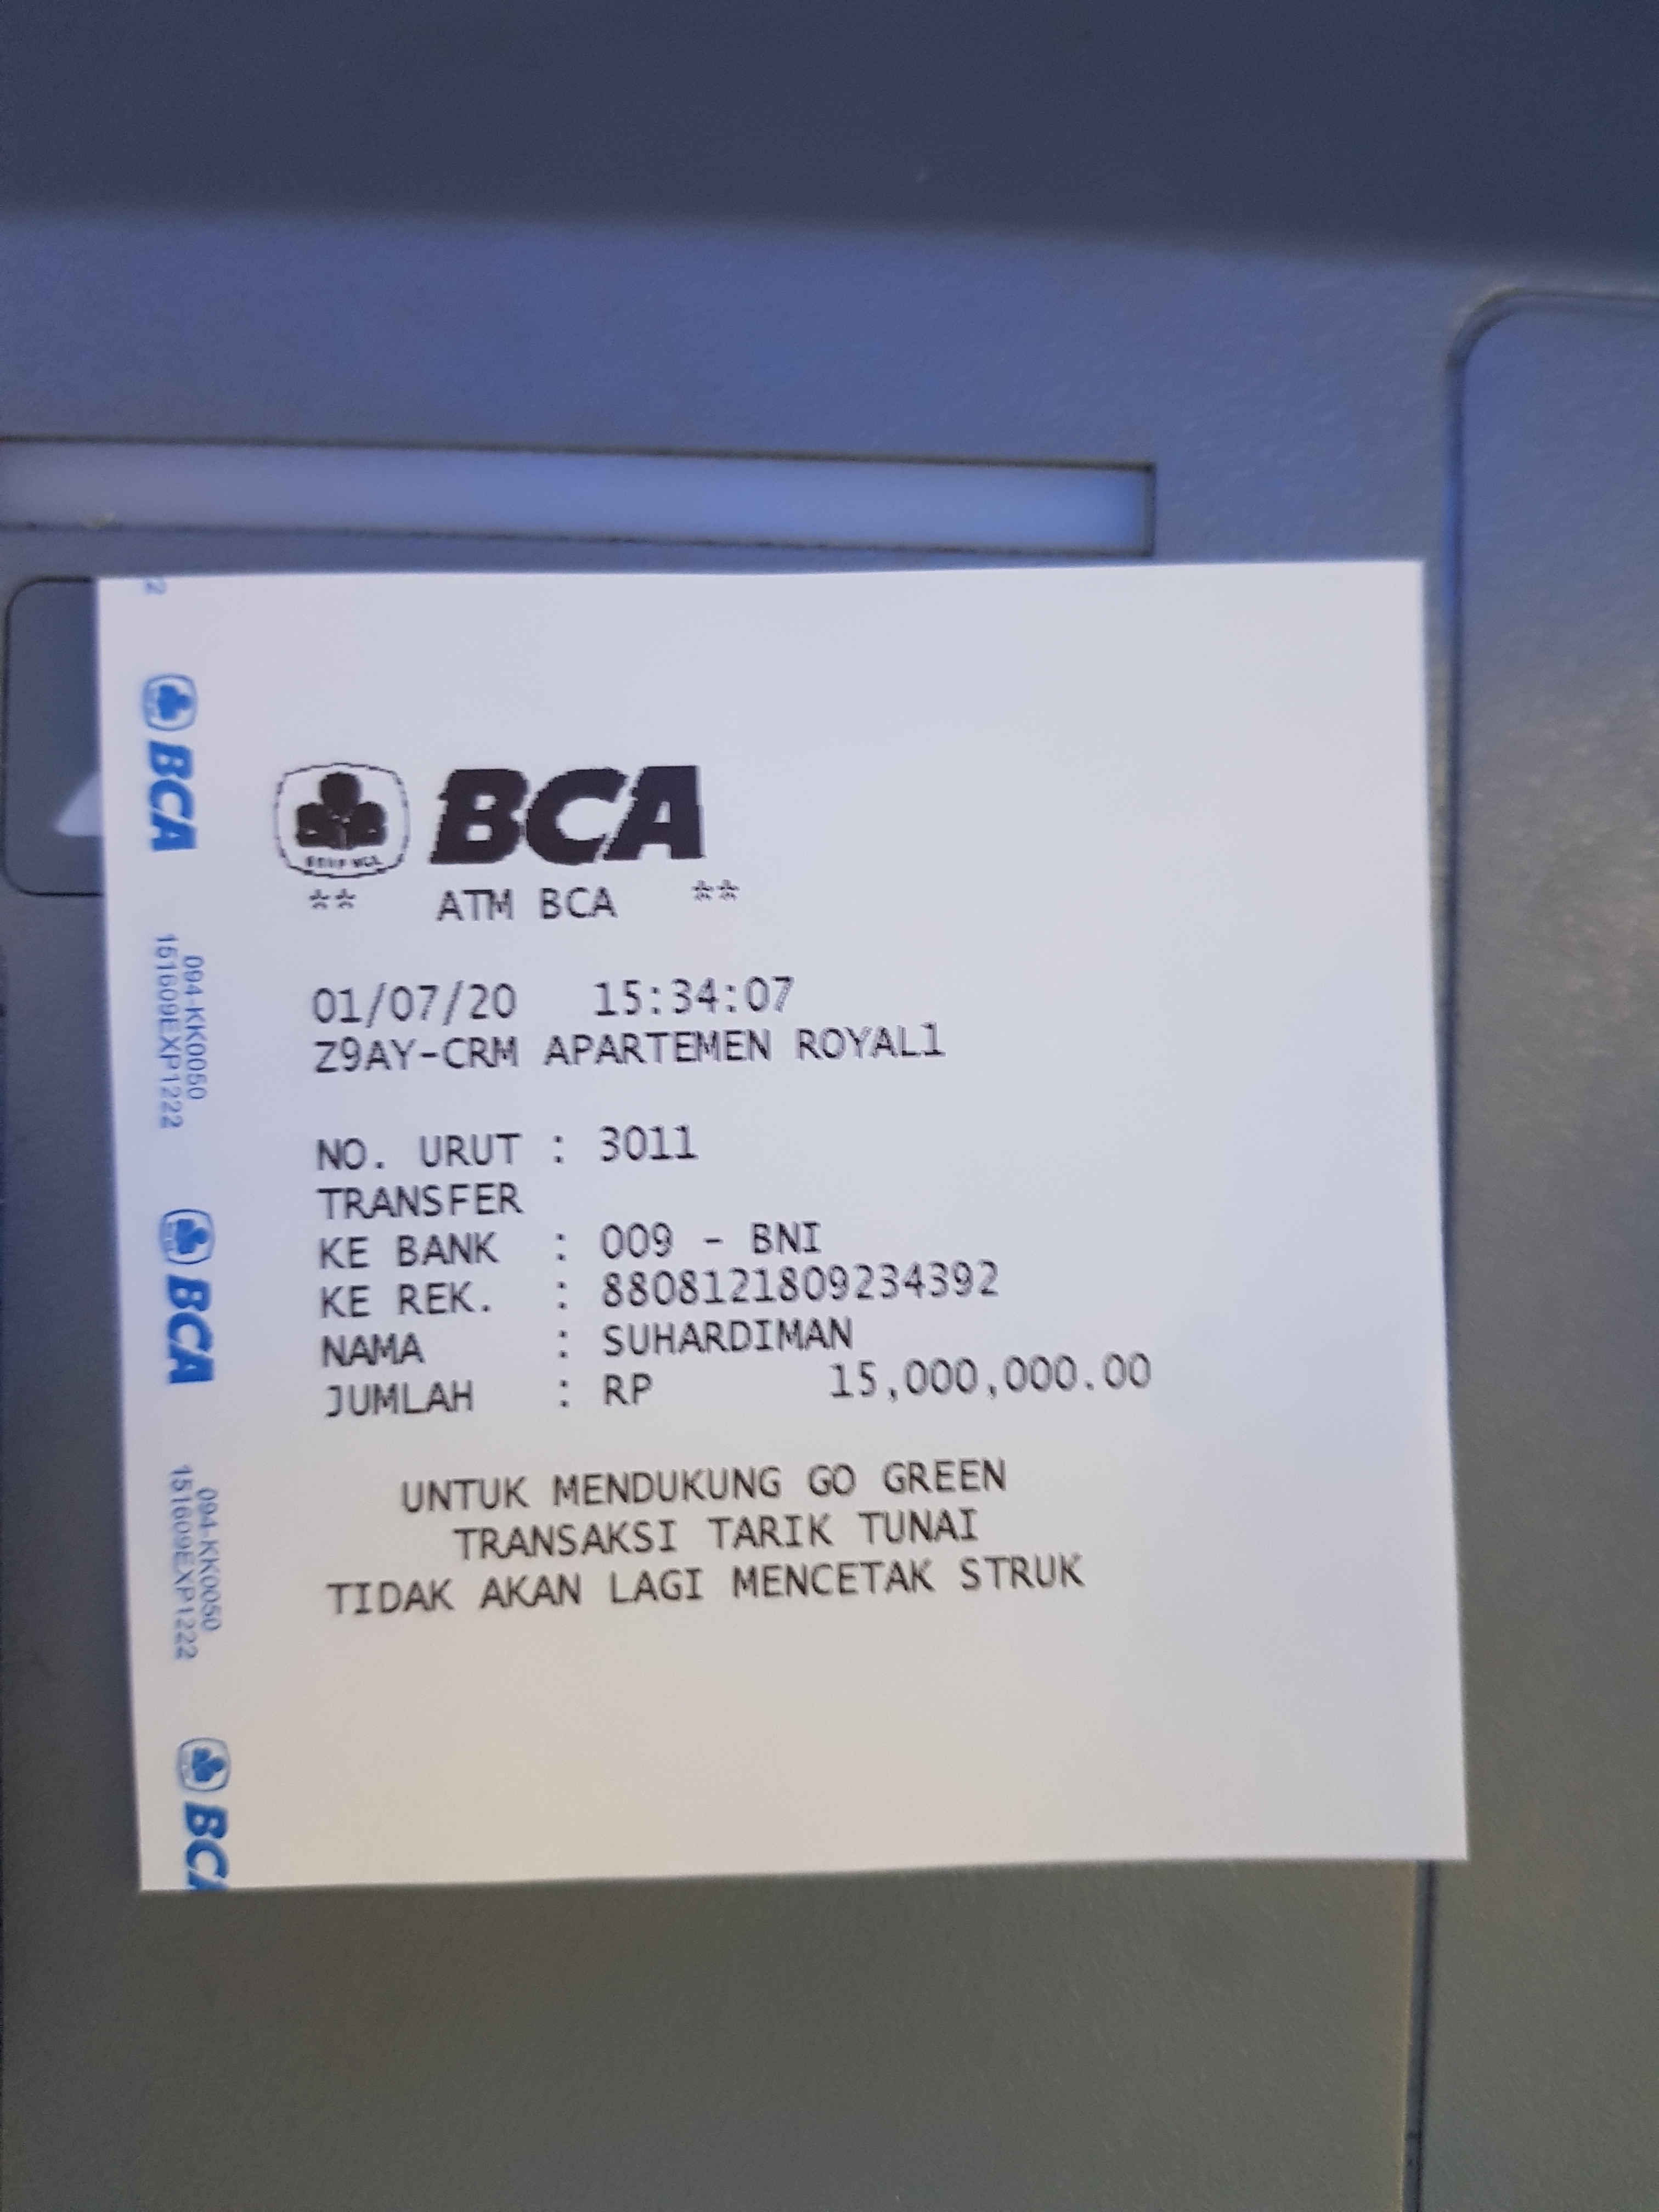 2
BCA
094-KK0050
151609EXP1222
BCA
094-KK0050
151609EXP1222
BCA
BCA
** ATM BCA **
01/07/20 15:34:07
Z9AY-CRM APARTEMEN ROYAL1
NO. URUT : 3011
TRANSFER
KE BANK : 009 - BNI
KE REK. : 8808121809234392
NAMA : SUHARDIMAN
JUMLAH : RP 15,000,000.00
UNTUK MENDUKUNG GO GREEN
TRANSAKSI TARIK TUNAI
TIDAK AKAN LAGI MENCETAK STRUK